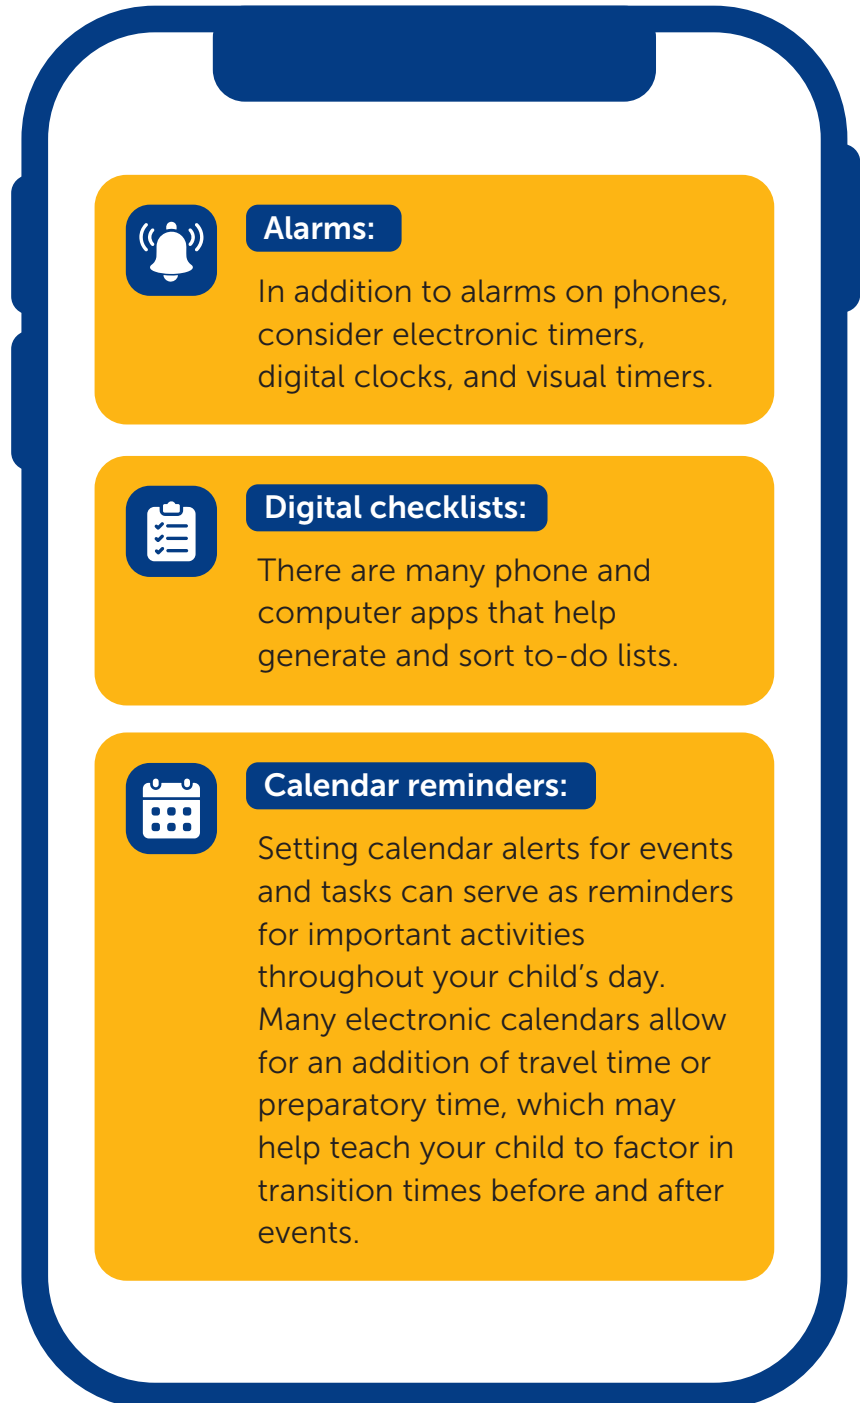 Alarms:
In addition to alarms on phones,
consider electronic timers,
digital clocks, and visual timers.
Digital checklists:
There are many phone and
computer apps that help
generate and sort to-do lists.
Calendar reminders:
Setting calendar alerts for events
and tasks can serve as reminders
for important activities
throughout your child’s day.
Many electronic calendars allow
for an addition of travel time or
preparatory time, which may
help teach your child to factor in
transition times before and after
events.